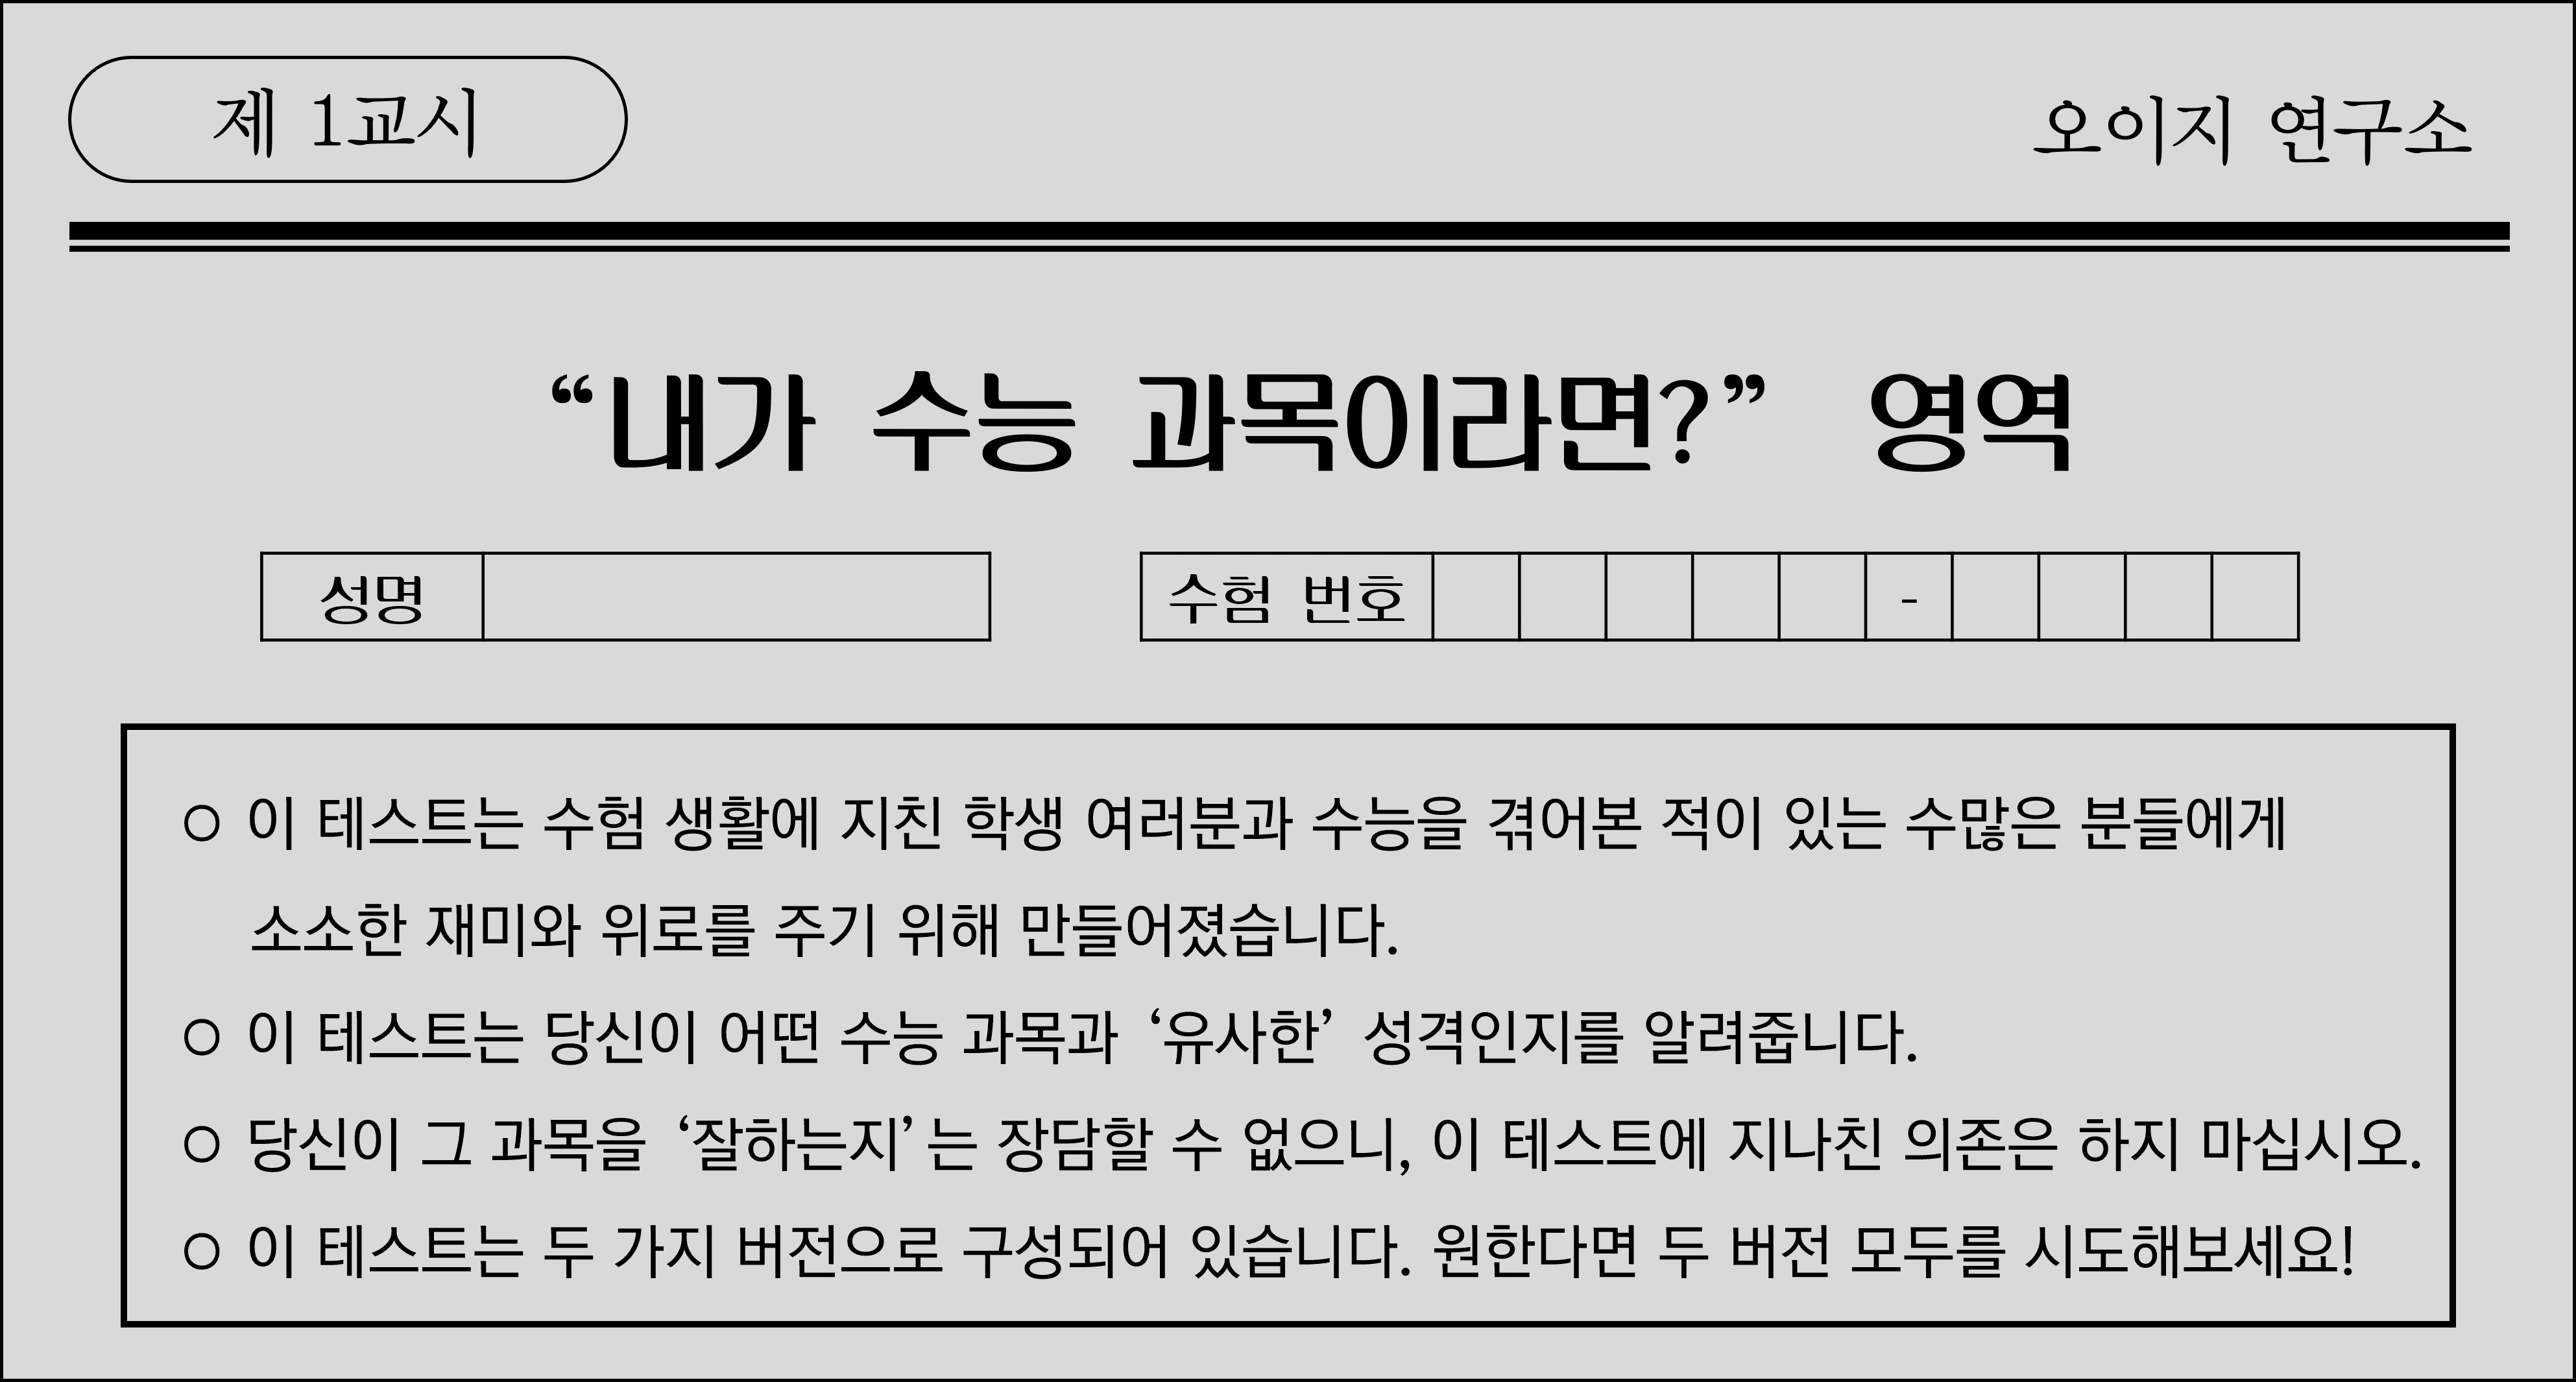 제 1교시
오이지 연구소
“내가 수능 과목이라면?” 영역
성명
수험 번호 -
○ 이 테스트는 수험 생활에 지친 학생 여러분과 수능을 겪어본 적이 있는 수많은 분들에게
소소한 재미와 위로를 주기 위해 만들어졌습니다.
○ 이 테스트는 당신이 어떤 수능 과목과 ‘유사한’ 성격인지를 알려줍니다.
○ 당신이 그 과목을 ‘잘하는지’는 장담할 수 없으니, 이 테스트에 지나친 의존은 하지 마십시오.
○ 이 테스트는 두 가지 버전으로 구성되어 있습니다. 원한다면 두 버전 모두를 시도해보세요!